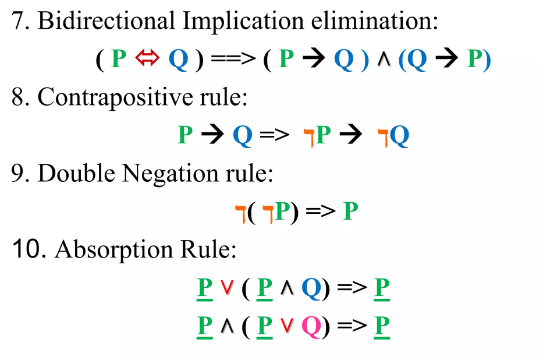 7. Bidirectional Implication elimination:
( P ⇔ Q ) ==> ( P → Q ) ∧ (Q → P)
8. Contrapositive rule:
P → Q => ¬P → ¬Q
9. Double Negation rule:
¬( ¬P) => P
10. Absorption Rule:
P ∨ ( P ∧ Q) => P
P ∧ ( P ∨ Q) => P